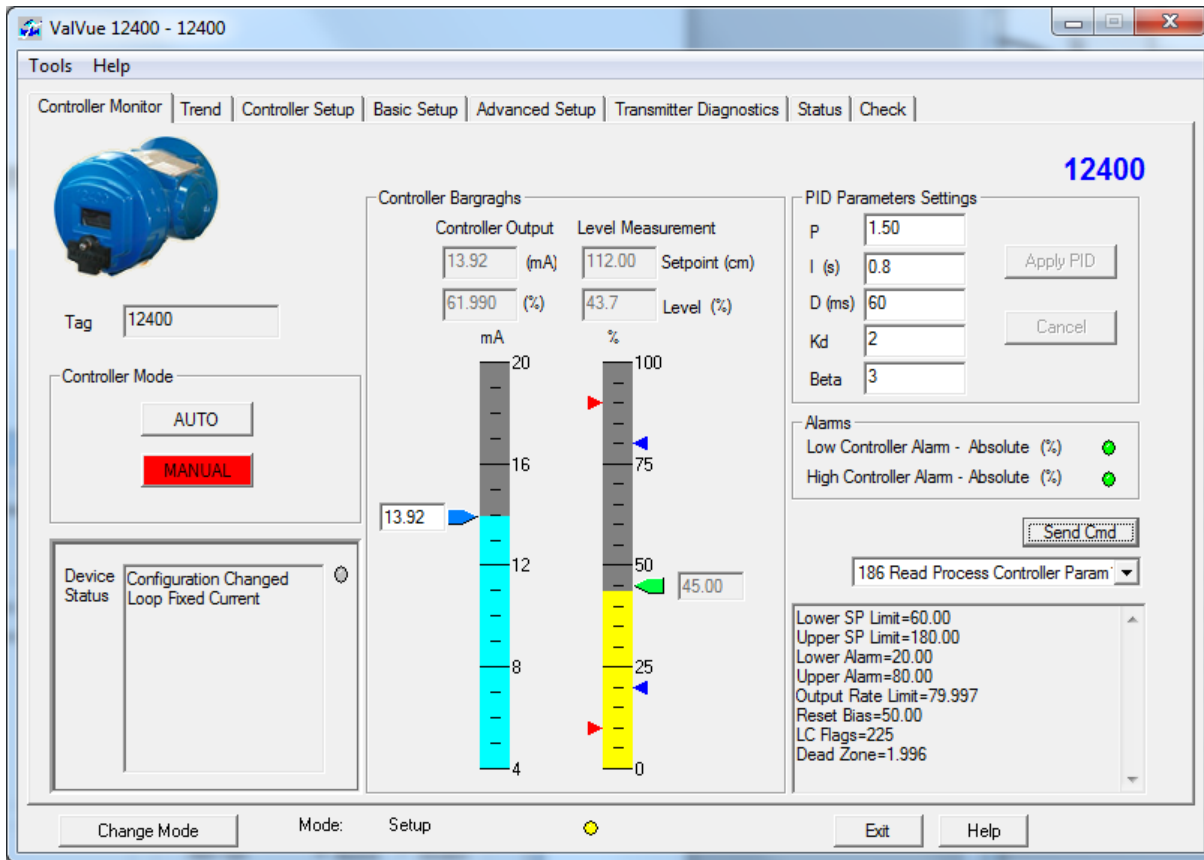 ValVue 12400 - 12400
Tools Help
Controller Monitor Trend Controller Setup Basic Setup Advanced Setup Transmitter Diagnostics Status Check
12400
Tag 12400
Controller Mode
AUTO
MANUAL
Device Status
Configuration Changed
Loop Fixed Current
Controller Bargraghs
Controller Output Level Measurement
13.92 (mA) 112.00 Setpoint (cm)
61.990 (%) 43.7 Level (%)
mA %
20 100
16 75
13.92
12 50
45.00
8 25
4 0
PID Parameters Settings
P 1.50
I (s) 0.8
D (ms) 60
Kd 2
Beta 3
Apply PID
Cancel
Alarms
Low Controller Alarm - Absolute (%)
High Controller Alarm - Absolute (%)
Send Cmd
186 Read Process Controller Param
Lower SP Limit=60.00
Upper SP Limit=180.00
Lower Alarm=20.00
Upper Alarm=80.00
Output Rate Limit=79.997
Reset Bias=50.00
LC Flags=225
Dead Zone=1.996
Change Mode Mode: Setup Exit Help